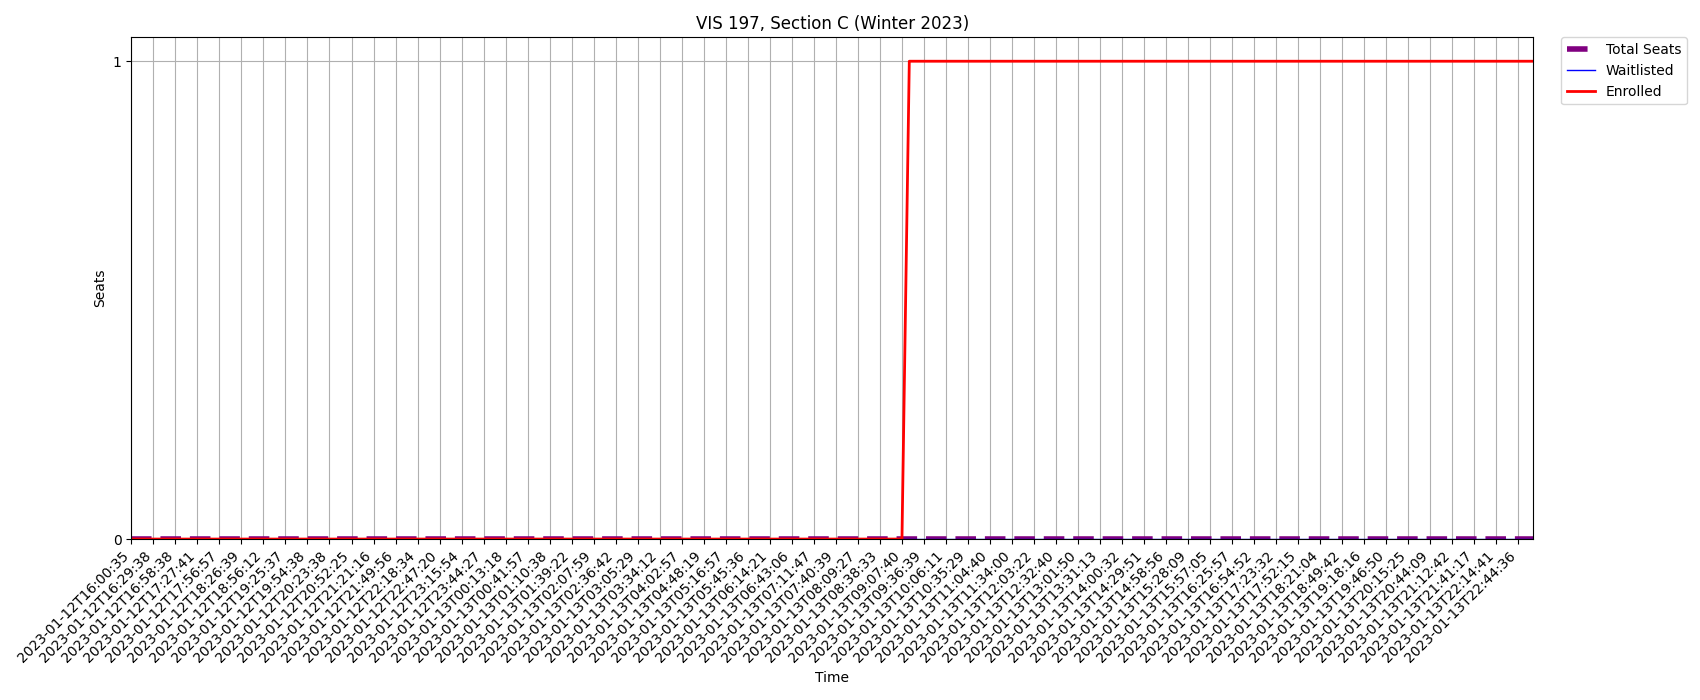 VIS 197, Section C (Winter 2023)
Total Seats
Waitlisted
Enrolled
1
Seats
0
2023-01-12T16:00:35
2023-01-12T16:29:38
2023-01-12T16:58:38
2023-01-12T17:27:41
2023-01-12T17:56:57
2023-01-12T18:26:39
2023-01-12T18:56:12
2023-01-12T19:25:37
2023-01-12T19:54:38
2023-01-12T20:23:38
2023-01-12T20:52:25
2023-01-12T21:21:16
2023-01-12T21:49:56
2023-01-12T22:18:34
2023-01-12T22:47:20
2023-01-12T23:15:54
2023-01-12T23:44:27
2023-01-13T00:13:18
2023-01-13T00:41:57
2023-01-13T01:10:38
2023-01-13T01:39:22
2023-01-13T02:07:59
2023-01-13T02:36:42
2023-01-13T03:05:29
2023-01-13T03:34:12
2023-01-13T04:02:57
2023-01-13T04:48:19
2023-01-13T05:16:57
2023-01-13T05:45:36
2023-01-13T06:14:21
2023-01-13T06:43:06
2023-01-13T07:11:47
2023-01-13T07:40:39
2023-01-13T08:09:27
2023-01-13T08:38:33
2023-01-13T09:07:40
2023-01-13T09:36:39
2023-01-13T10:06:11
2023-01-13T10:35:29
2023-01-13T11:04:40
2023-01-13T11:34:00
2023-01-13T12:03:22
2023-01-13T12:32:40
2023-01-13T13:01:50
2023-01-13T13:31:13
2023-01-13T14:00:32
2023-01-13T14:29:51
2023-01-13T14:58:56
2023-01-13T15:28:09
2023-01-13T15:57:05
2023-01-13T16:25:57
2023-01-13T16:54:52
2023-01-13T17:23:32
2023-01-13T17:52:15
2023-01-13T18:21:04
2023-01-13T18:49:42
2023-01-13T19:18:16
2023-01-13T19:46:50
2023-01-13T20:15:25
2023-01-13T20:44:09
2023-01-13T21:12:42
2023-01-13T21:41:17
2023-01-13T22:14:41
2023-01-13T22:44:36
Time